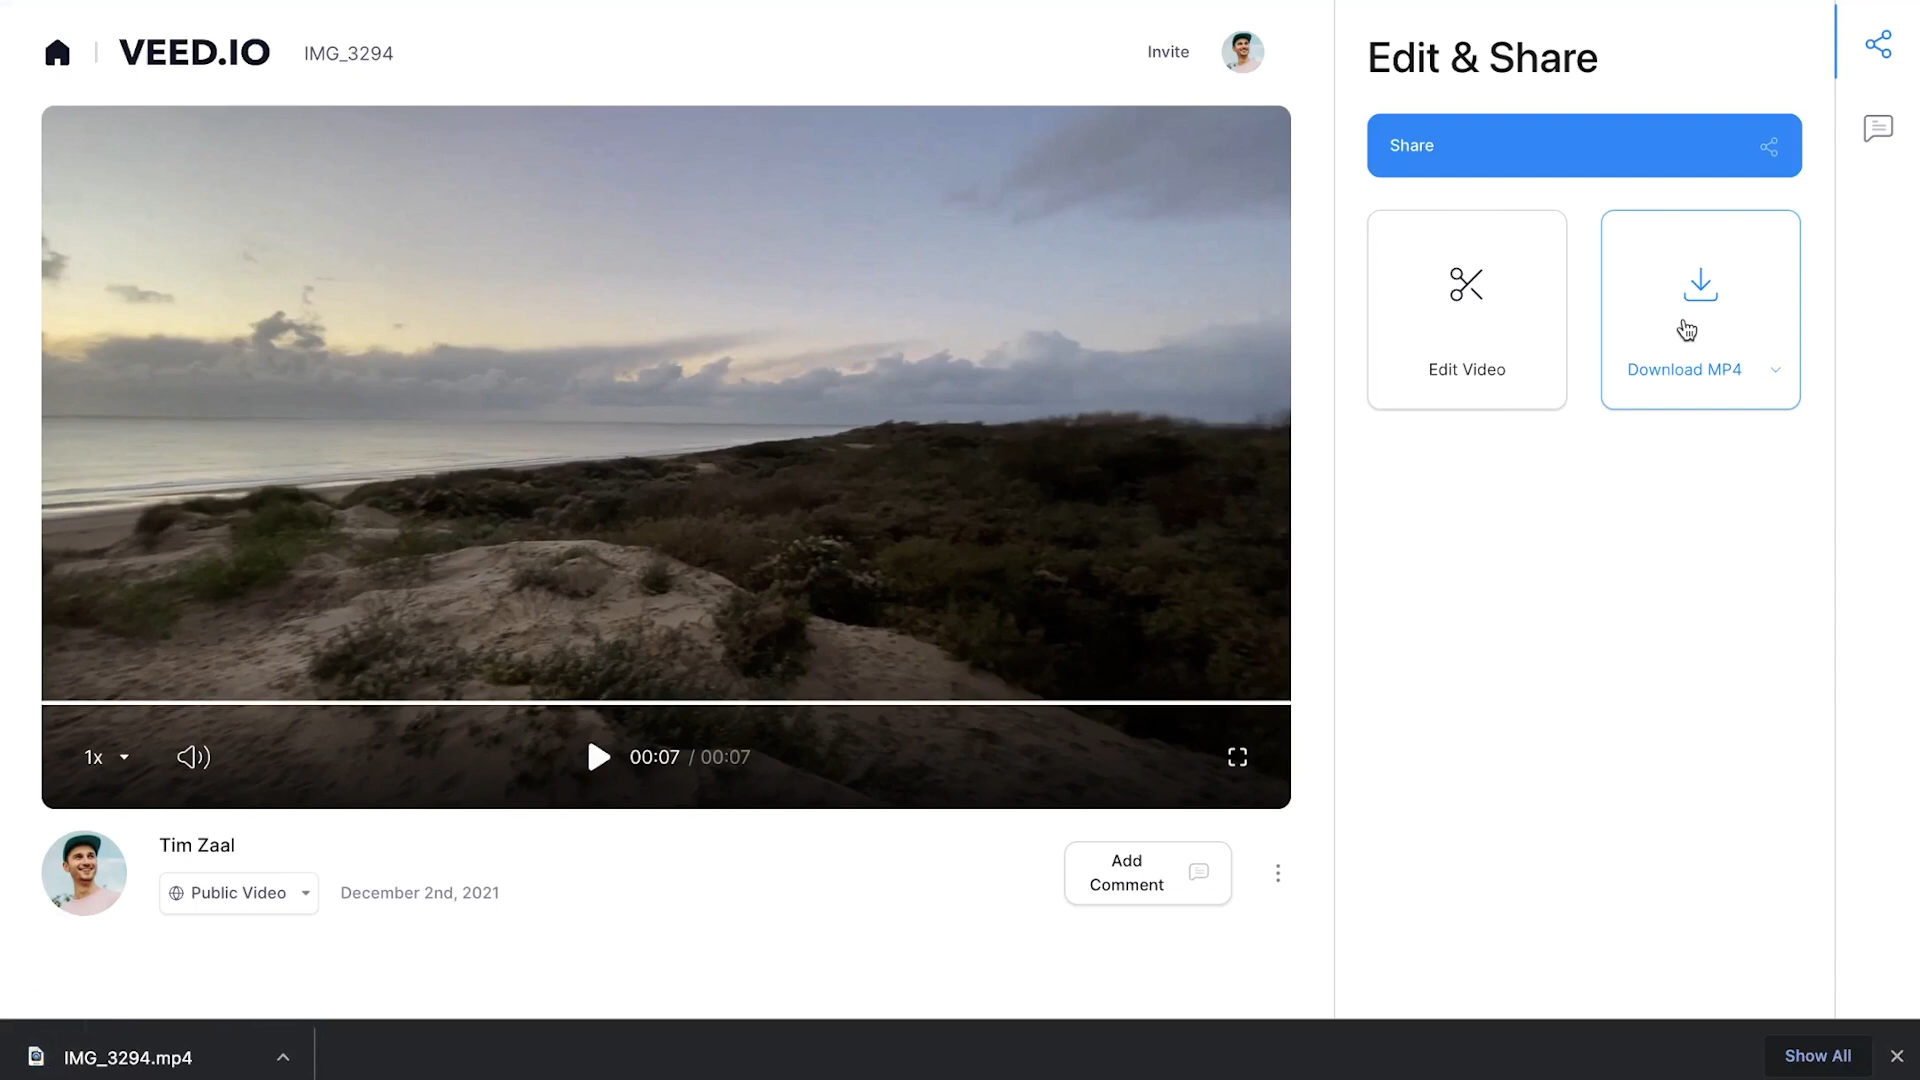 VEED.IO
IMG_3294
Invite
Edit & Share
Share
Edit Video
Download MP4
1x
00:07 / 00:07
Tim Zaal
Public Video
December 2nd, 2021
Add
Comment
IMG_3294.mp4
Show All